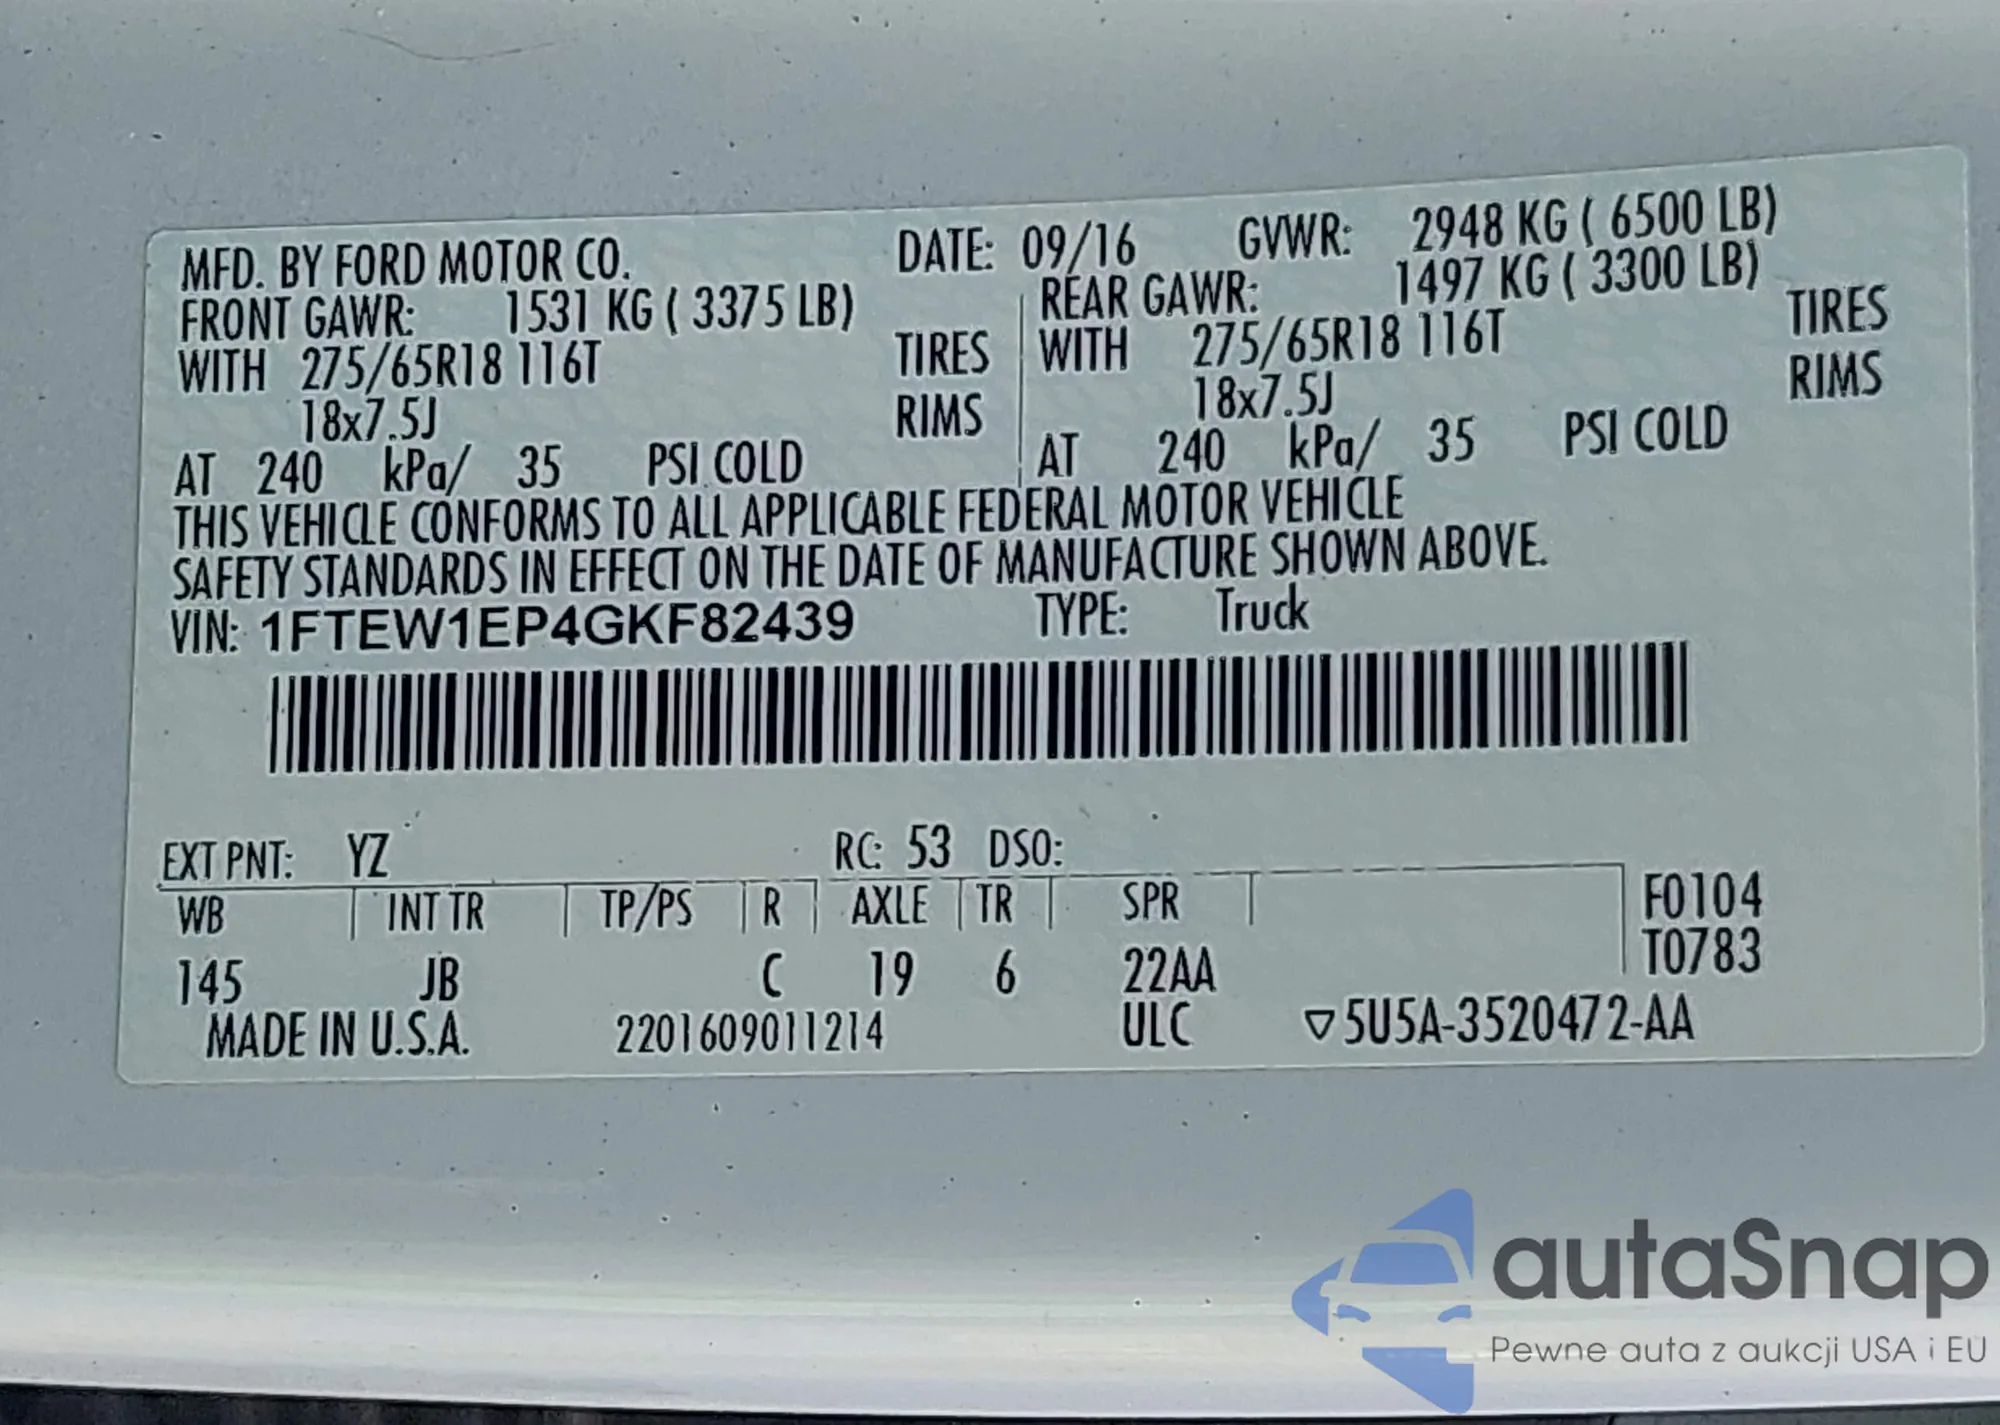 MFD. BY FORD MOTOR CO. DATE: 09/16 GVWR: 2948 KG ( 6500 LB)
FRONT GAWR: 1531 KG ( 3375 LB) REAR GAWR: 1497 KG ( 3300 LB)
WITH 275/65R18 116T TIRES WITH 275/65R18 116T TIRES
18x7.5J RIMS 18x7.5J RIMS
AT 240 kPa/ 35 PSI COLD AT 240 kPa/ 35 PSI COLD
THIS VEHICLE CONFORMS TO ALL APPLICABLE FEDERAL MOTOR VEHICLE
SAFETY STANDARDS IN EFFECT ON THE DATE OF MANUFACTURE SHOWN ABOVE.
VIN: 1FTEW1EP4GKF82439 TYPE: Truck
EXT PNT: YZ RC: 53 DSO:
WB INT TR TP/PS R AXLE TR SPR F0104
145 JB C 19 6 22AA T0783
MADE IN U.S.A. 2201609011214 ULC ▽5U5A-3520472-AA
autaSnap
Pewne auta z aukcji USA i EU